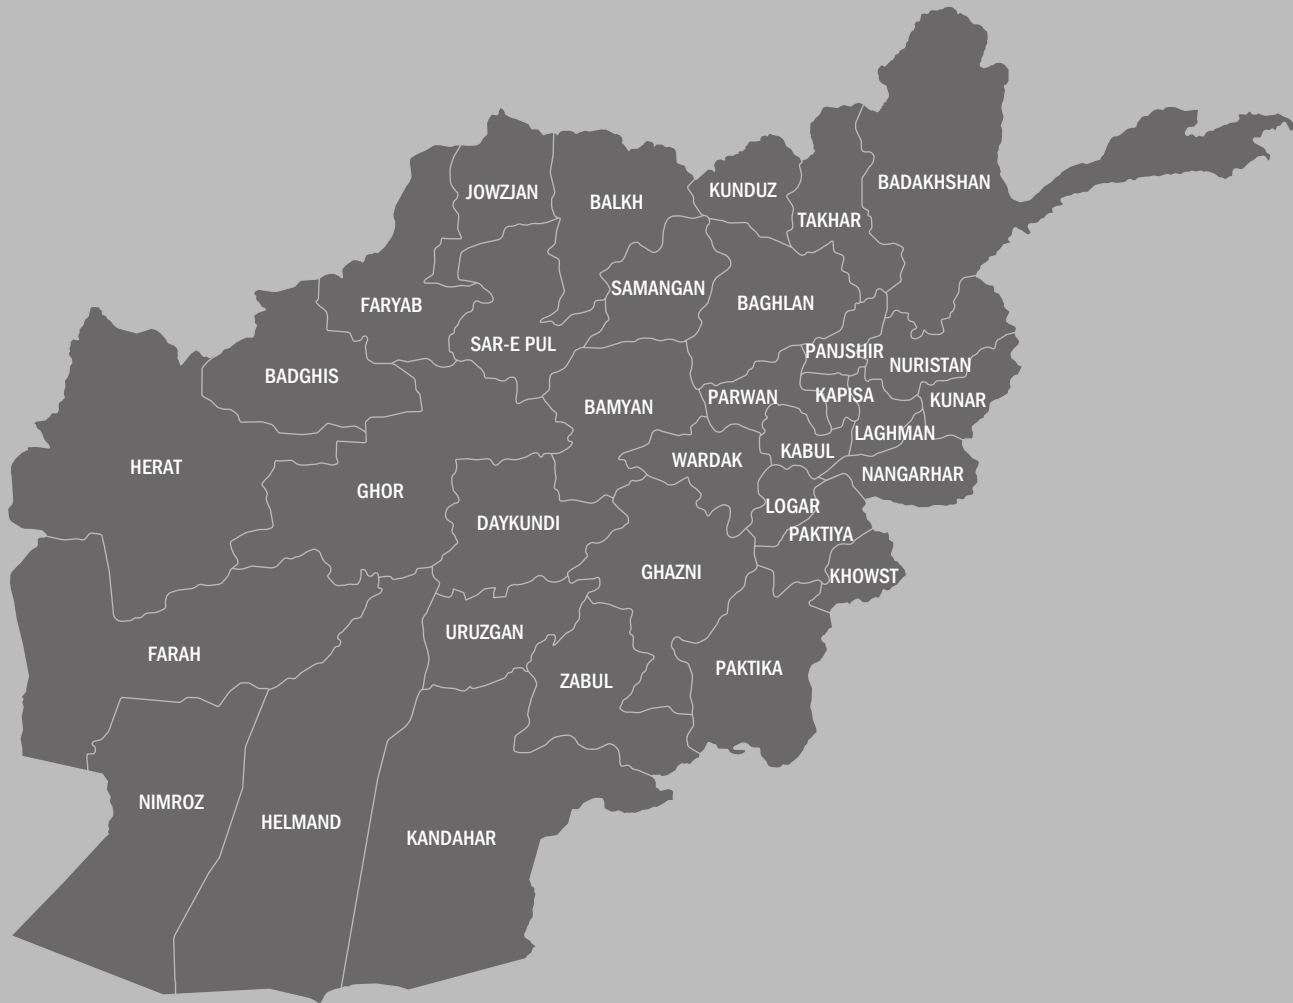 BADAKHSHAN
JOWZJAN
BALKH
KUNDUZ
TAKHAR
SAMANGAN
BAGHLAN
FARYAB
SAR-E PUL
PANJSHIR
NURISTAN
BADGHIS
BAMYAN
PARWAN
KAPISA
KUNAR
LAGHMAN
HERAT
WARDAK
KABUL
NANGARHAR
GHOR
LOGAR
DAYKUNDI
PAKTIYA
GHAZNI
KHOWST
URUZGAN
FARAH
ZABUL
PAKTIKA
NIMROZ
HELMAND
KANDAHAR